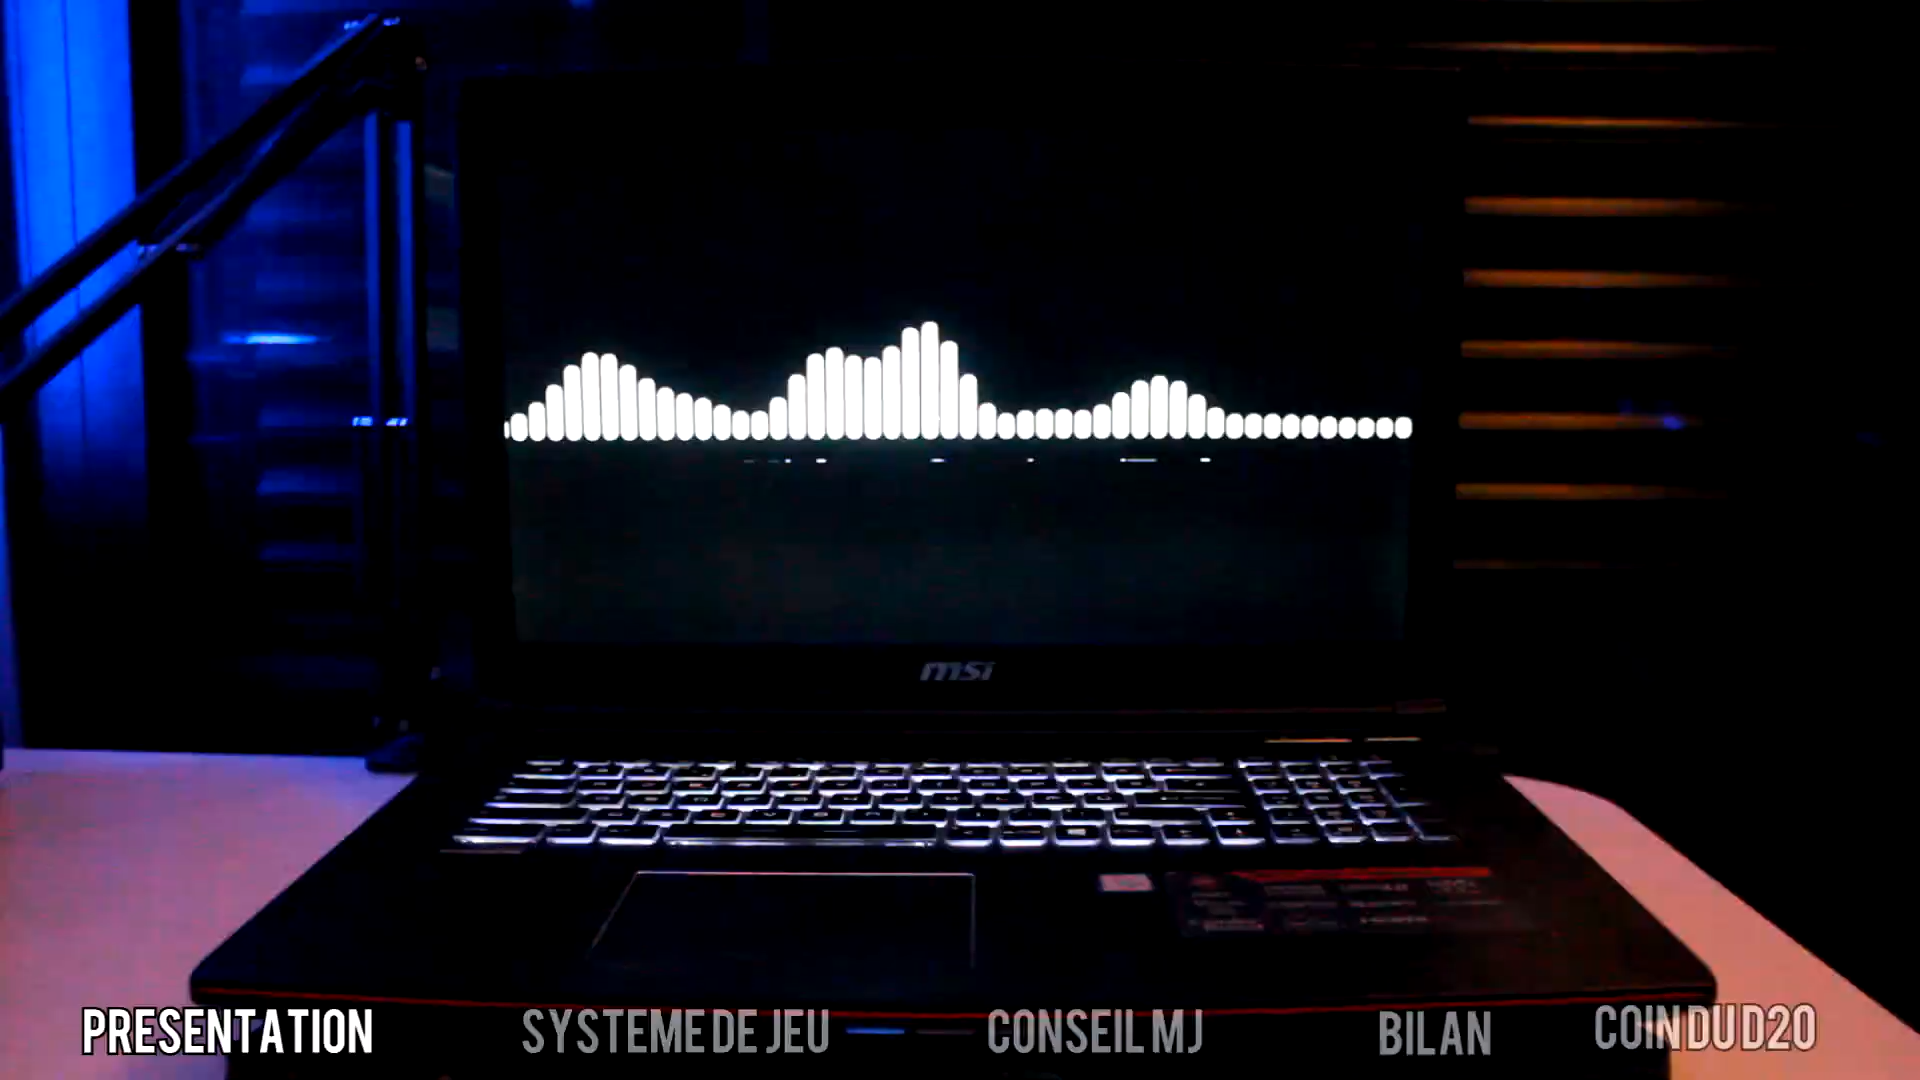 msi
PRESENTATION
SYSTEME DE JEU
CONSEIL MJ
BILAN
COIN DU D20